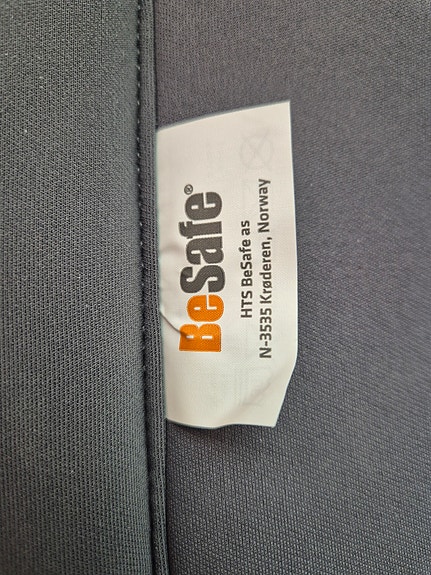 BeSafe®
HTS BeSafe as
N-3535 Krøderen, Norway